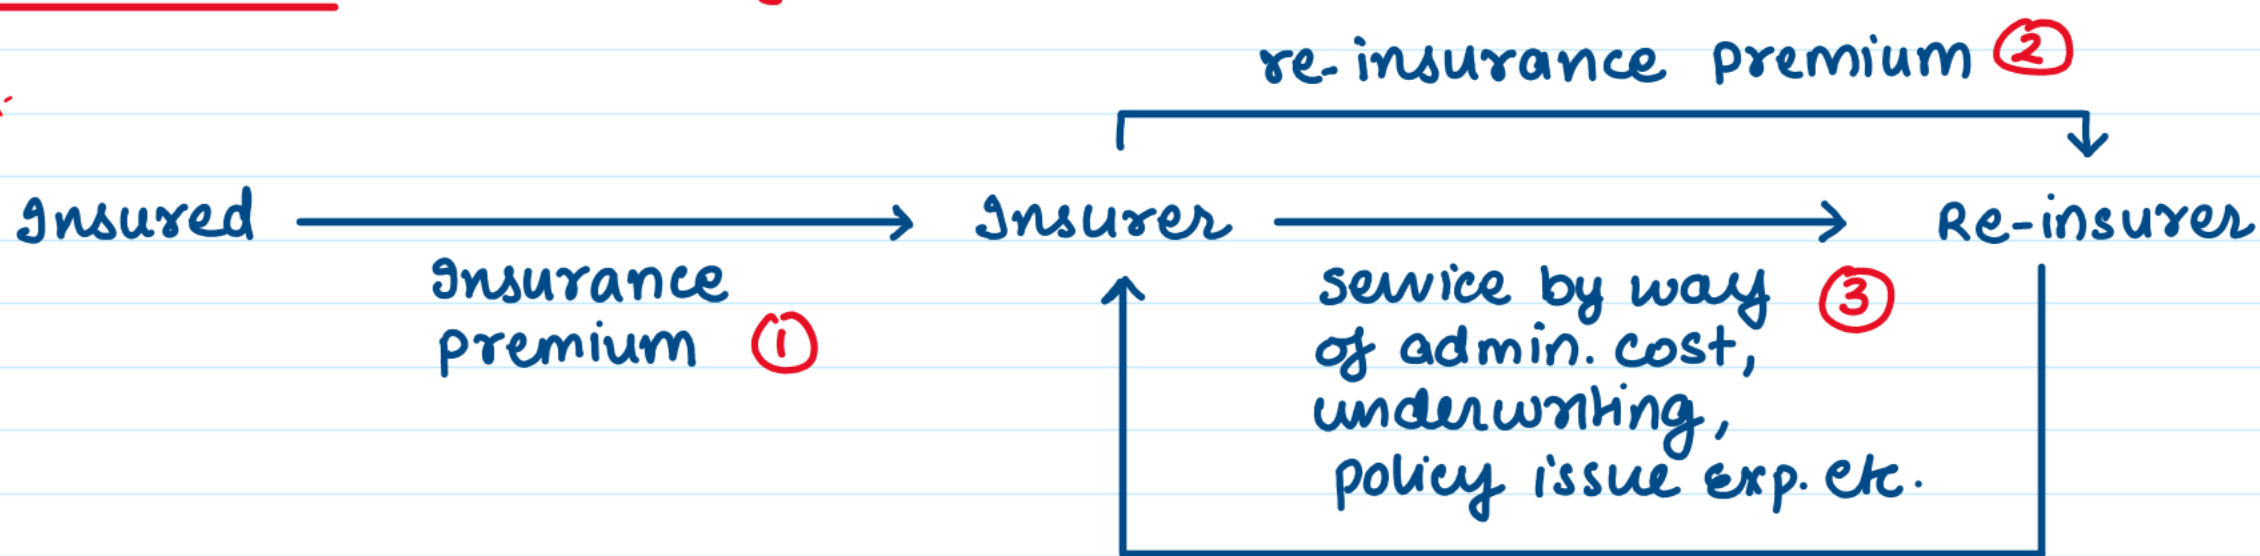 re-insurance premium ②
Insured Insurer Re-insurer
Insurance
premium ①
service by way ③
of admin. cost,
underwriting,
policy issue exp. etc.